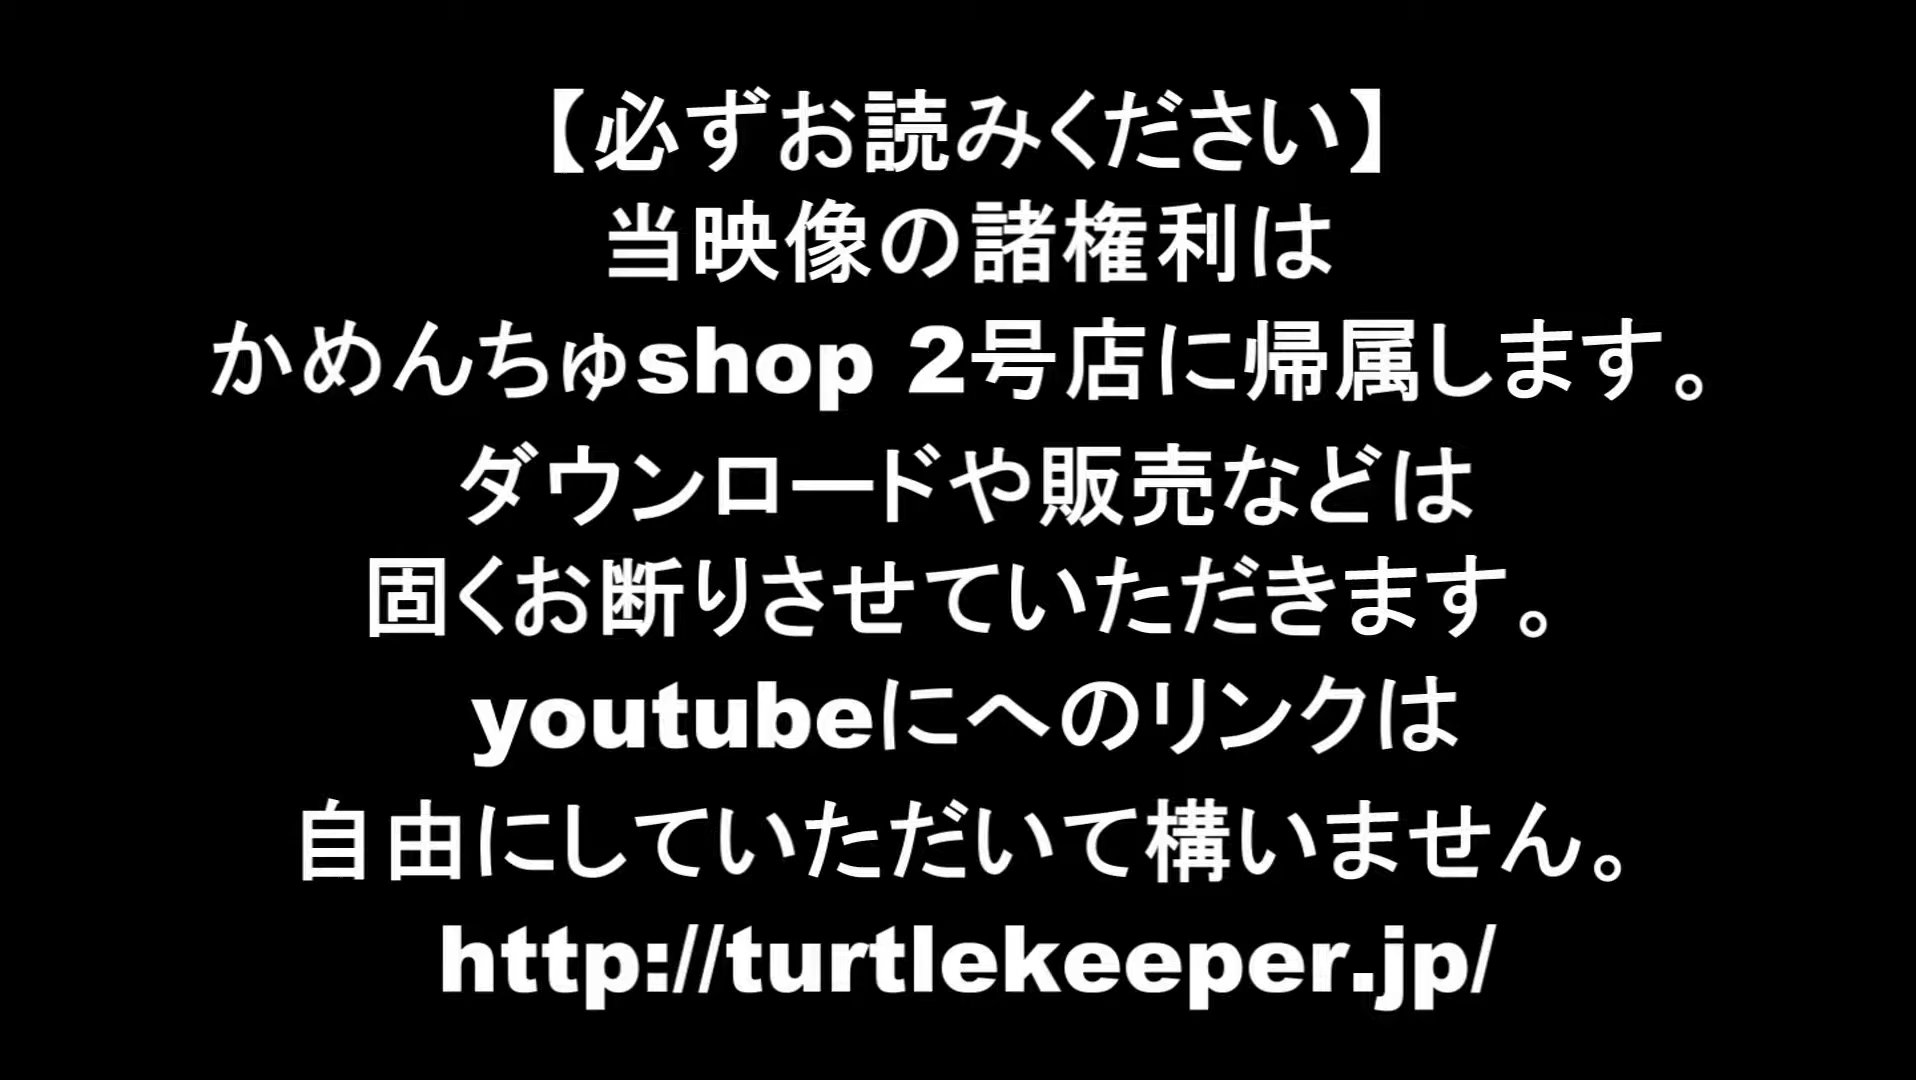 【必ずお読みください】
当映像の諸権利は
かめんちゅshop 2号店に帰属します。
ダウンロードや販売などは
固くお断りさせていただきます。
youtubeにへのリンクは
自由にしていただいて構いません。
http://turtlekeeper.jp/